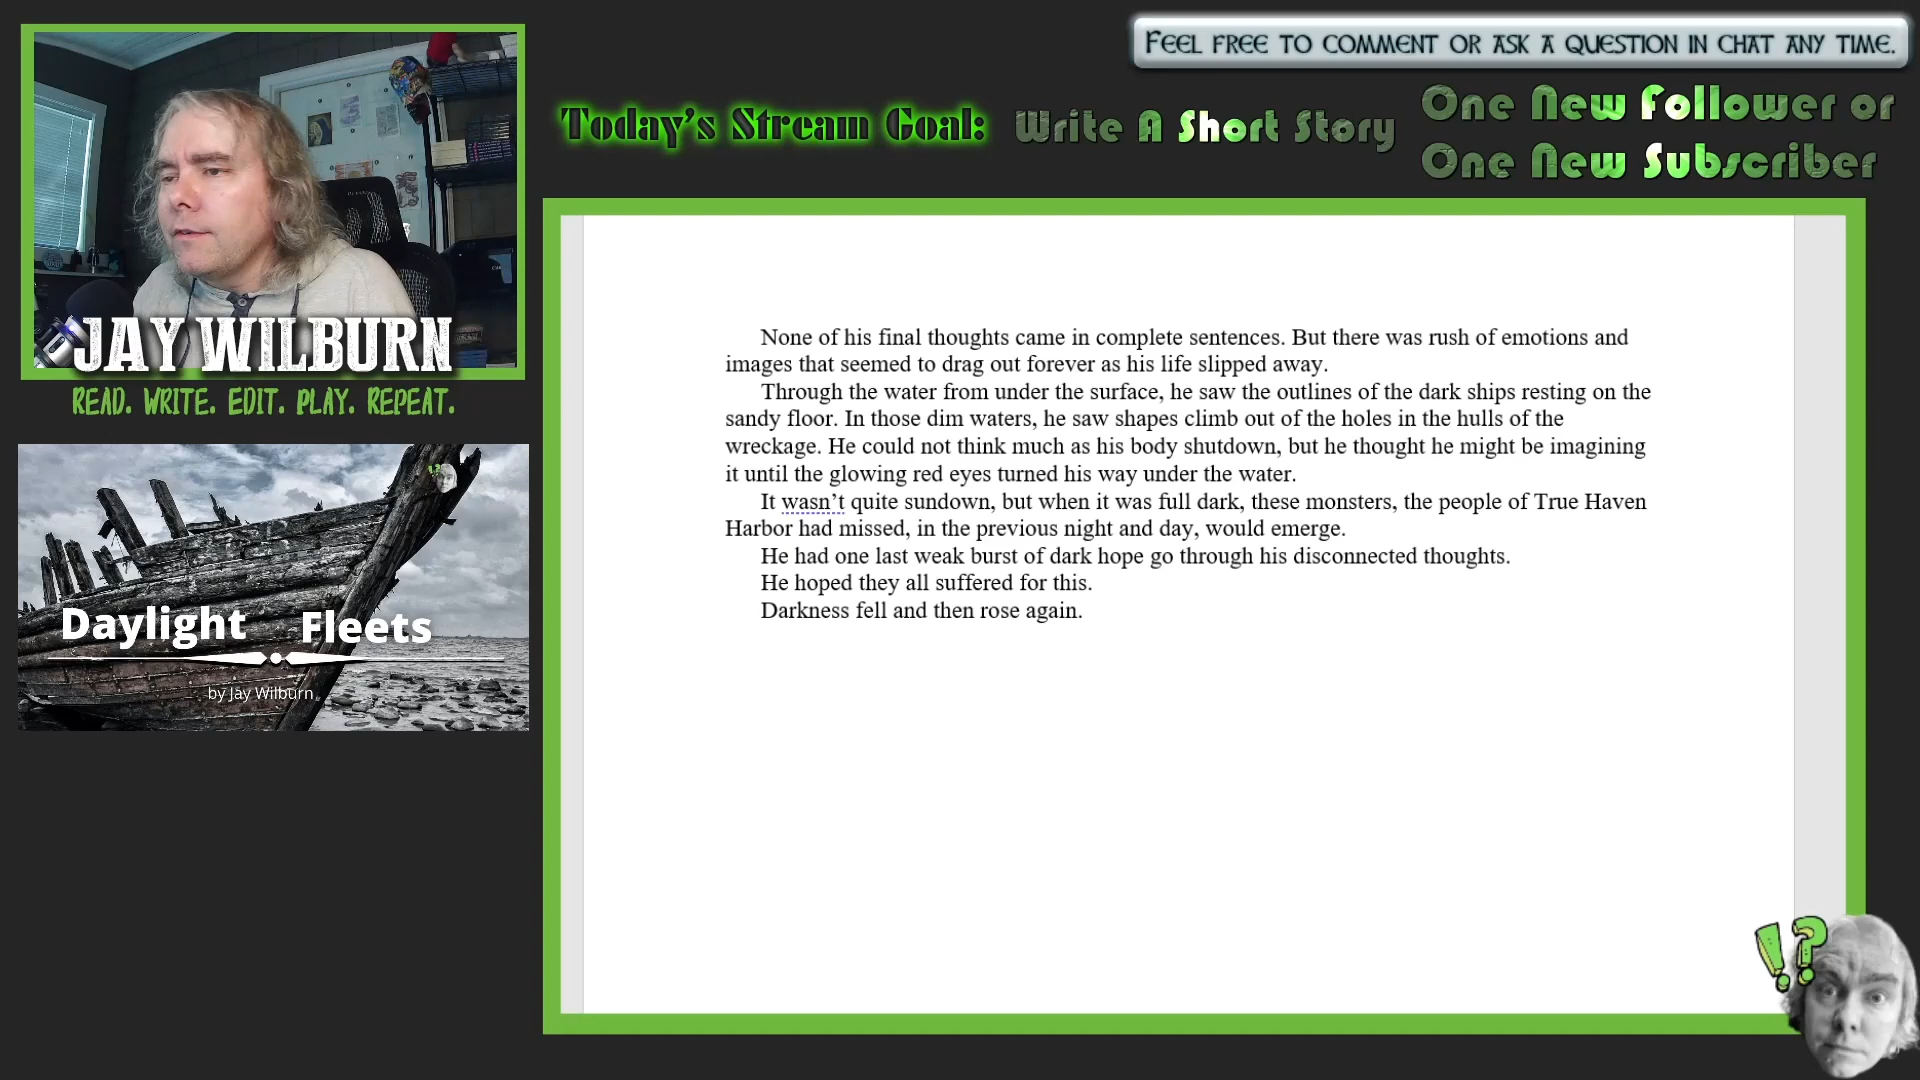 FEEL FREE TO COMMENT OR ASK A QUESTION IN CHAT ANY TIME.
Today's Stream Goal:
Write A Short Story
One New Follower or
One New Subscriber
JAY WILBURN
READ. WRITE. EDIT. PLAY. REPEAT.
Daylight Fleets
by Jay Wilburn
None of his final thoughts came in complete sentences. But there was rush of emotions and
images that seemed to drag out forever as his life slipped away.
Through the water from under the surface, he saw the outlines of the dark ships resting on the
sandy floor. In those dim waters, he saw shapes climb out of the holes in the hulls of the
wreckage. He could not think much as his body shutdown, but he thought he might be imagining
it until the glowing red eyes turned his way under the water.
It wasn’t quite sundown, but when it was full dark, these monsters, the people of True Haven
Harbor had missed, in the previous night and day, would emerge.
He had one last weak burst of dark hope go through his disconnected thoughts.
He hoped they all suffered for this.
Darkness fell and then rose again.
!?